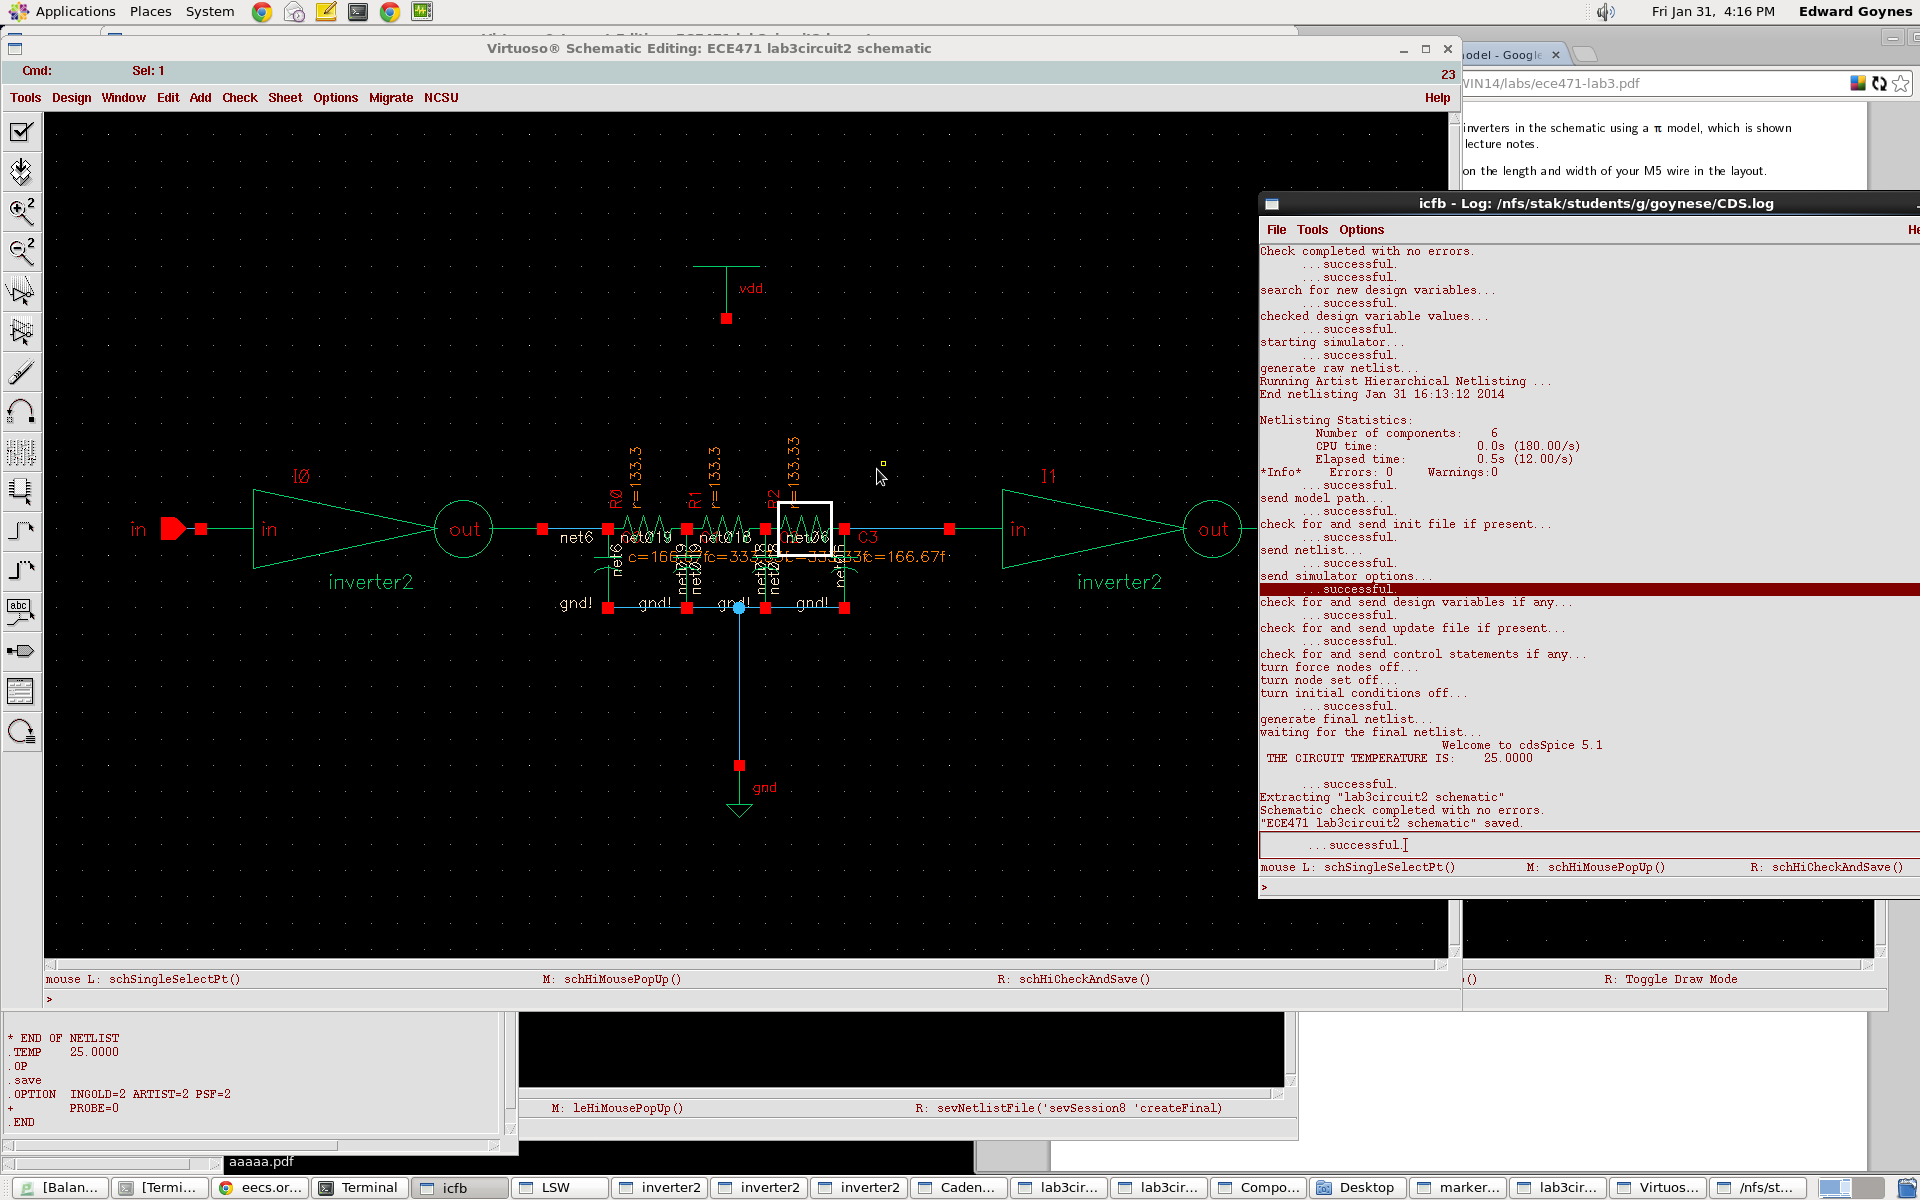 Applications Places System
Fri Jan 31, 4:16 PM Edward Goynes
Virtuoso® Schematic Editing: ECE471 lab3circuit2 schematic
Cmd: Sel: 1
23
Tools Design Window Edit Add Check Sheet Options Migrate NCSU
Help
odel - Google
WIN14/labs/ece471-lab3.pdf
inverters in the schematic using a π model, which is shown
lecture notes.
on the length and width of your M5 wire in the layout.
vdd
I0
in
in
out
inverter2
R0
r=133.3
R1
r=133.3
R2
r=133.33
net6
net019
net018
net06
C3
net6
net019
net019
net018
net018
c=166.67f
gnd!
gnd!
gnd!
gnd!
gnd
I1
in
out
inverter2
icfb - Log: /nfs/stak/students/g/goynese/CDS.log
File Tools Options
He
Check completed with no errors.
...successful.
...successful.
search for new design variables...
...successful.
checked design variable values...
...successful.
starting simulator...
...successful.
generate raw netlist...
Running Artist Hierarchical Netlisting ...
End netlisting Jan 31 16:13:12 2014
Netlisting Statistics:
Number of components: 6
CPU time: 0.0s (180.00/s)
Elapsed time: 0.5s (12.00/s)
*Info* Errors: 0 Warnings:0
...successful.
send model path...
...successful.
check for and send init file if present...
...successful.
send netlist...
...successful.
send simulator options...
...successful.
check for and send design variables if any...
...successful.
check for and send update file if present...
...successful.
check for and send control statements if any...
turn force nodes off...
turn node set off...
turn initial conditions off...
...successful.
generate final netlist...
waiting for the final netlist...
Welcome to cdsSpice 5.1
THE CIRCUIT TEMPERATURE IS: 25.0000
...successful.
Extracting "lab3circuit2 schematic"
Schematic check completed with no errors.
"ECE471 lab3circuit2 schematic" saved.
...successful.
mouse L: schSingleSelectPt() M: schHiMousePopUp() R: schHiCheckAndSave()
>
mouse L: schSingleSelectPt() M: schHiMousePopUp() R: schHiCheckAndSave()
>
() R: Toggle Draw Mode
* END OF NETLIST
.TEMP 25.0000
.OP
.save
.OPTION INGOLD=2 ARTIST=2 PSF=2
+ PROBE=0
.END
M: leHiMousePopUp() R: sevNetlistFile('sevSession8 'createFinal)
aaaaa.pdf
[Balan... [Termi... eecs.or... Terminal icfb LSW inverter2 inverter2 inverter2 Caden... lab3cir... lab3cir... Compo... Desktop marker... lab3cir... Virtuos... /nfs/st...